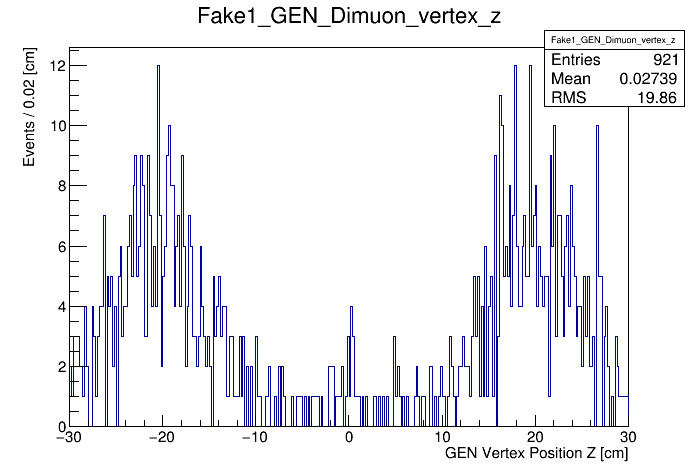 Fake1_GEN_Dimuon_vertex_z
Fake1_GEN_Dimuon_vertex_z
Entries 921
Mean 0.02739
RMS 19.86
Events / 0.02 [cm]
12
10
8
6
4
2
0
−30 −20 −10 0 10 20 30
GEN Vertex Position Z [cm]